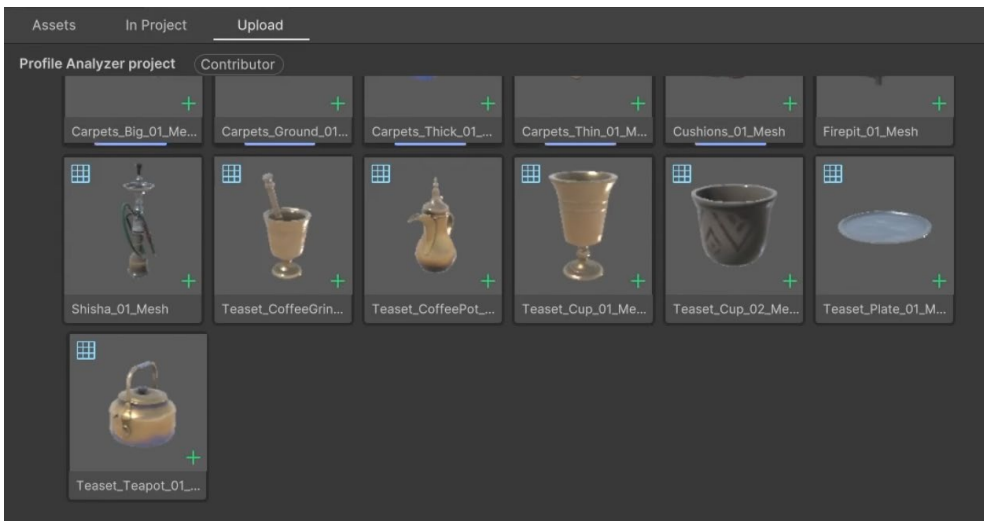 Assets In Project Upload
Profile Analyzer project Contributor
Carpets_Big_01_Me... Carpets_Ground_01... Carpets_Thick_01_... Carpets_Thin_01_M... Cushions_01_Mesh Firepit_01_Mesh
Shisha_01_Mesh Teaset_CoffeeGrin... Teaset_CoffeePot_... Teaset_Cup_01_Me... Teaset_Cup_02_Me... Teaset_Plate_01_M...
Teaset_Teapot_01_...